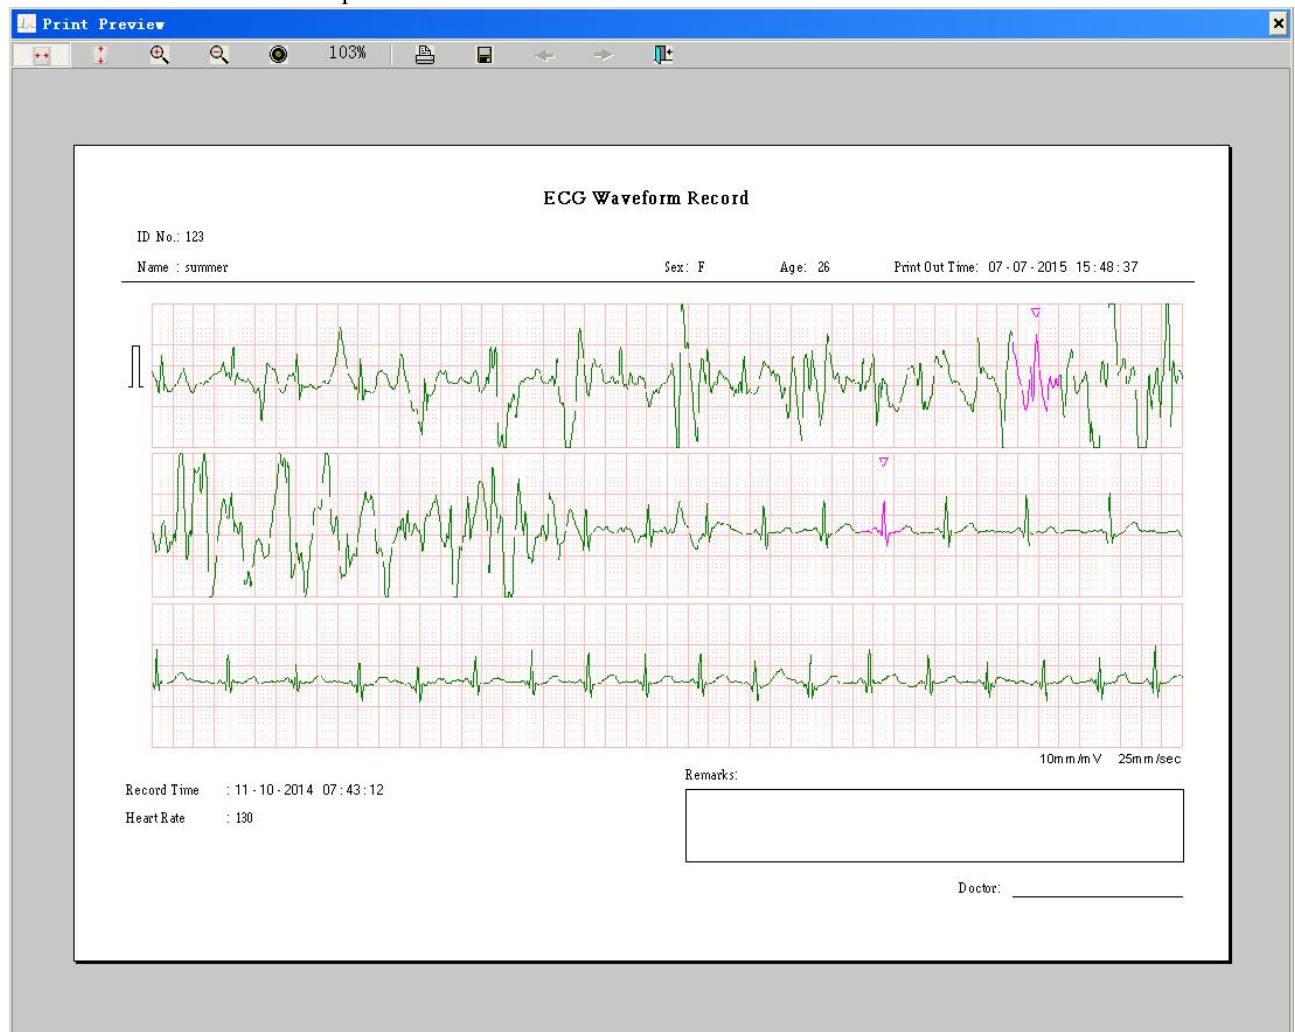 Print Preview
103%
ECG Waveform Record
ID No.: 123
Name : summer Sex: F Age: 26 Print Out Time: 07-07-2015 15:48:37
10mm/mV 25mm/sec
Remarks:
Record Time : 11-10-2014 07:43:12
Heart Rate : 130
Doctor: